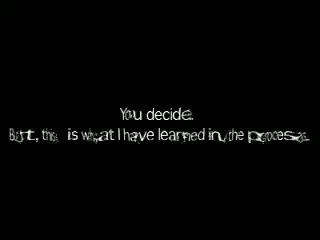 You decide.
But, this is what I have learned in the process.